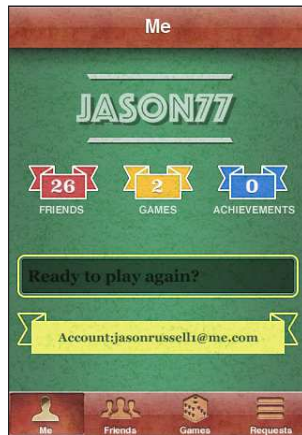 Me
JASON77
26 2 0
FRIENDS GAMES ACHIEVEMENTS
Ready to play again?
Account:jasonrussell1@me.com
Me Friends Games Requests